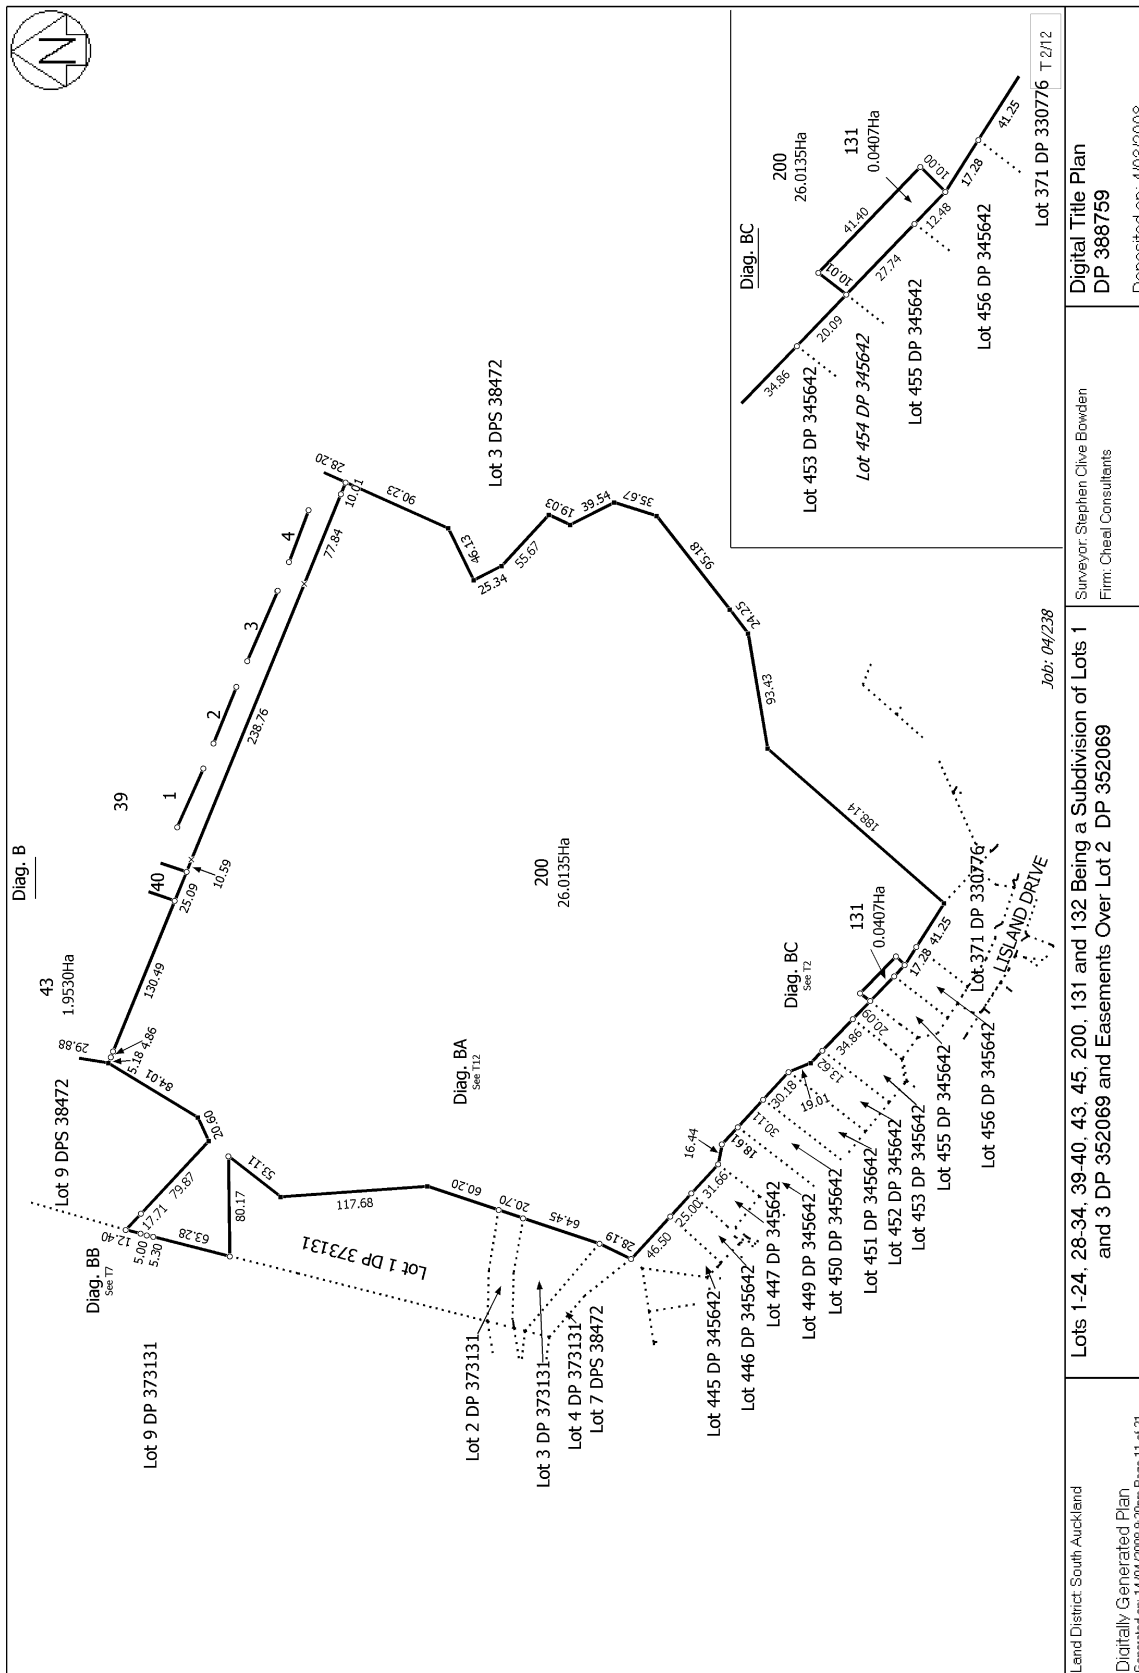 N
Diag. B
39
43
1.9530Ha
40
1
2
3
4
29.88
5.18
4.86
130.49
25.09
10.59
238.76
77.84
10.01
28.20
90.23
46.13
25.34
55.67
19.03
39.54
35.67
95.18
24.25
93.43
188.14
41.25
17.28
20.09
34.86
13.62
19.01
30.18
30.11
18.61
16.44
31.66
25.00
46.50
28.19
64.45
20.70
60.20
117.68
53.11
80.17
63.28
5.30
5.00
12.40
17.71
79.87
20.60
84.01
Lot 9 DPS 38472
Lot 3 DPS 38472
200
26.0135Ha
Diag. BA
See T12
Diag. BB
See T7
Diag. BC
See T2
131
0.0407Ha
Lot 9 DP 373131
Lot 1 DP 373131
Lot 2 DP 373131
Lot 3 DP 373131
Lot 4 DP 373131
Lot 7 DPS 38472
Lot 445 DP 345642
Lot 446 DP 345642
Lot 447 DP 345642
Lot 449 DP 345642
Lot 450 DP 345642
Lot 451 DP 345642
Lot 452 DP 345642
Lot 453 DP 345642
Lot 455 DP 345642
Lot 456 DP 345642
Lot 371 DP 330776
LISLAND DRIVE
Job: 04/238
Diag. BC
200
26.0135Ha
131
0.0407Ha
34.86
20.09
10.01
41.40
10.00
27.74
12.48
17.28
41.25
Lot 453 DP 345642
Lot 454 DP 345642
Lot 455 DP 345642
Lot 456 DP 345642
Lot 371 DP 330776
T 2/12
Land District: South Auckland
Digitally Generated Plan
Lots 1-24, 28-34, 39-40, 43, 45, 200, 131 and 132 Being a Subdivision of Lots 1
and 3 DP 352069 and Easements Over Lot 2 DP 352069
Surveyor: Stephen Clive Bowden
Firm: Cheal Consultants
Digital Title Plan
DP 388759